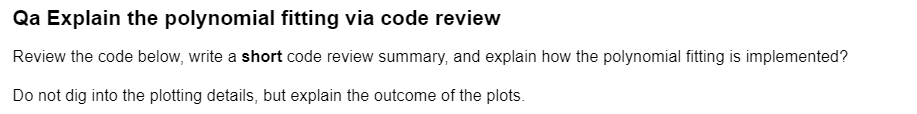 Qa Explain the polynomial fitting via code review
Review the code below, write a short code review summary, and explain how the polynomial fitting is implemented?
Do not dig into the plotting details, but explain the outcome of the plots.